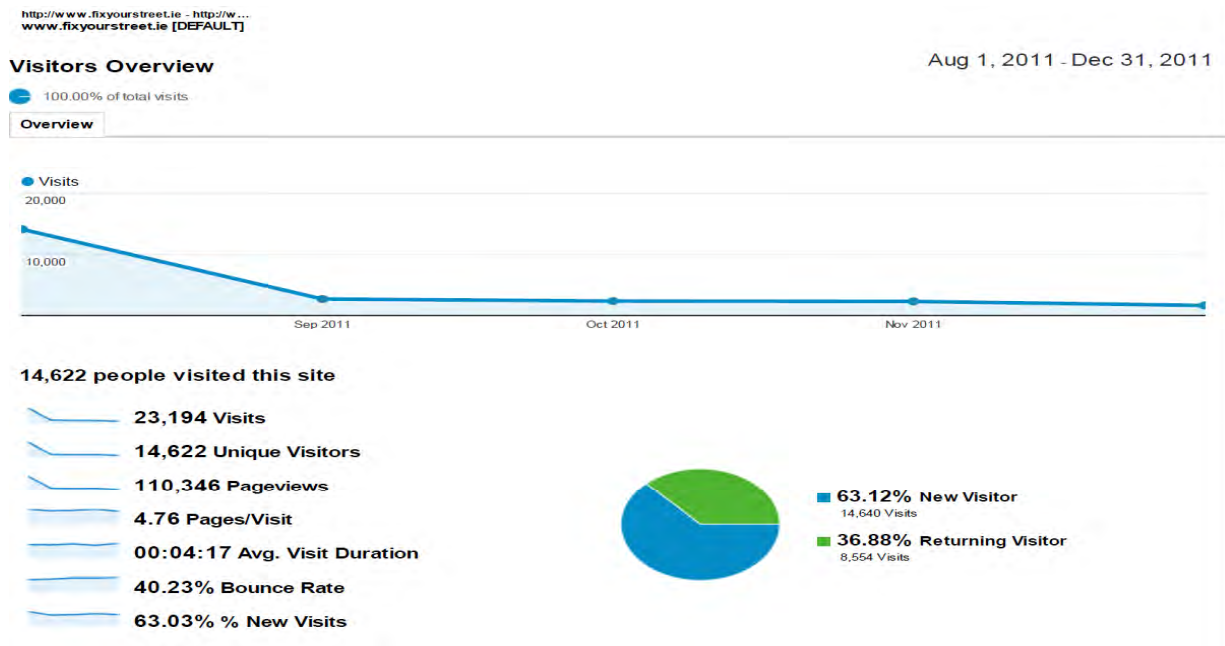 http://www.fixyourstreet.ie - http://w...
www.fixyourstreet.ie [DEFAULT]
Visitors Overview
Aug 1, 2011 - Dec 31, 2011
100.00% of total visits
Overview
Visits
20,000
10,000
Sep 2011
Oct 2011
Nov 2011
14,622 people visited this site
23,194 Visits
14,622 Unique Visitors
110,346 Pageviews
4.76 Pages/Visit
00:04:17 Avg. Visit Duration
40.23% Bounce Rate
63.03% % New Visits
63.12% New Visitor
14,640 Visits
36.88% Returning Visitor
8,554 Visits